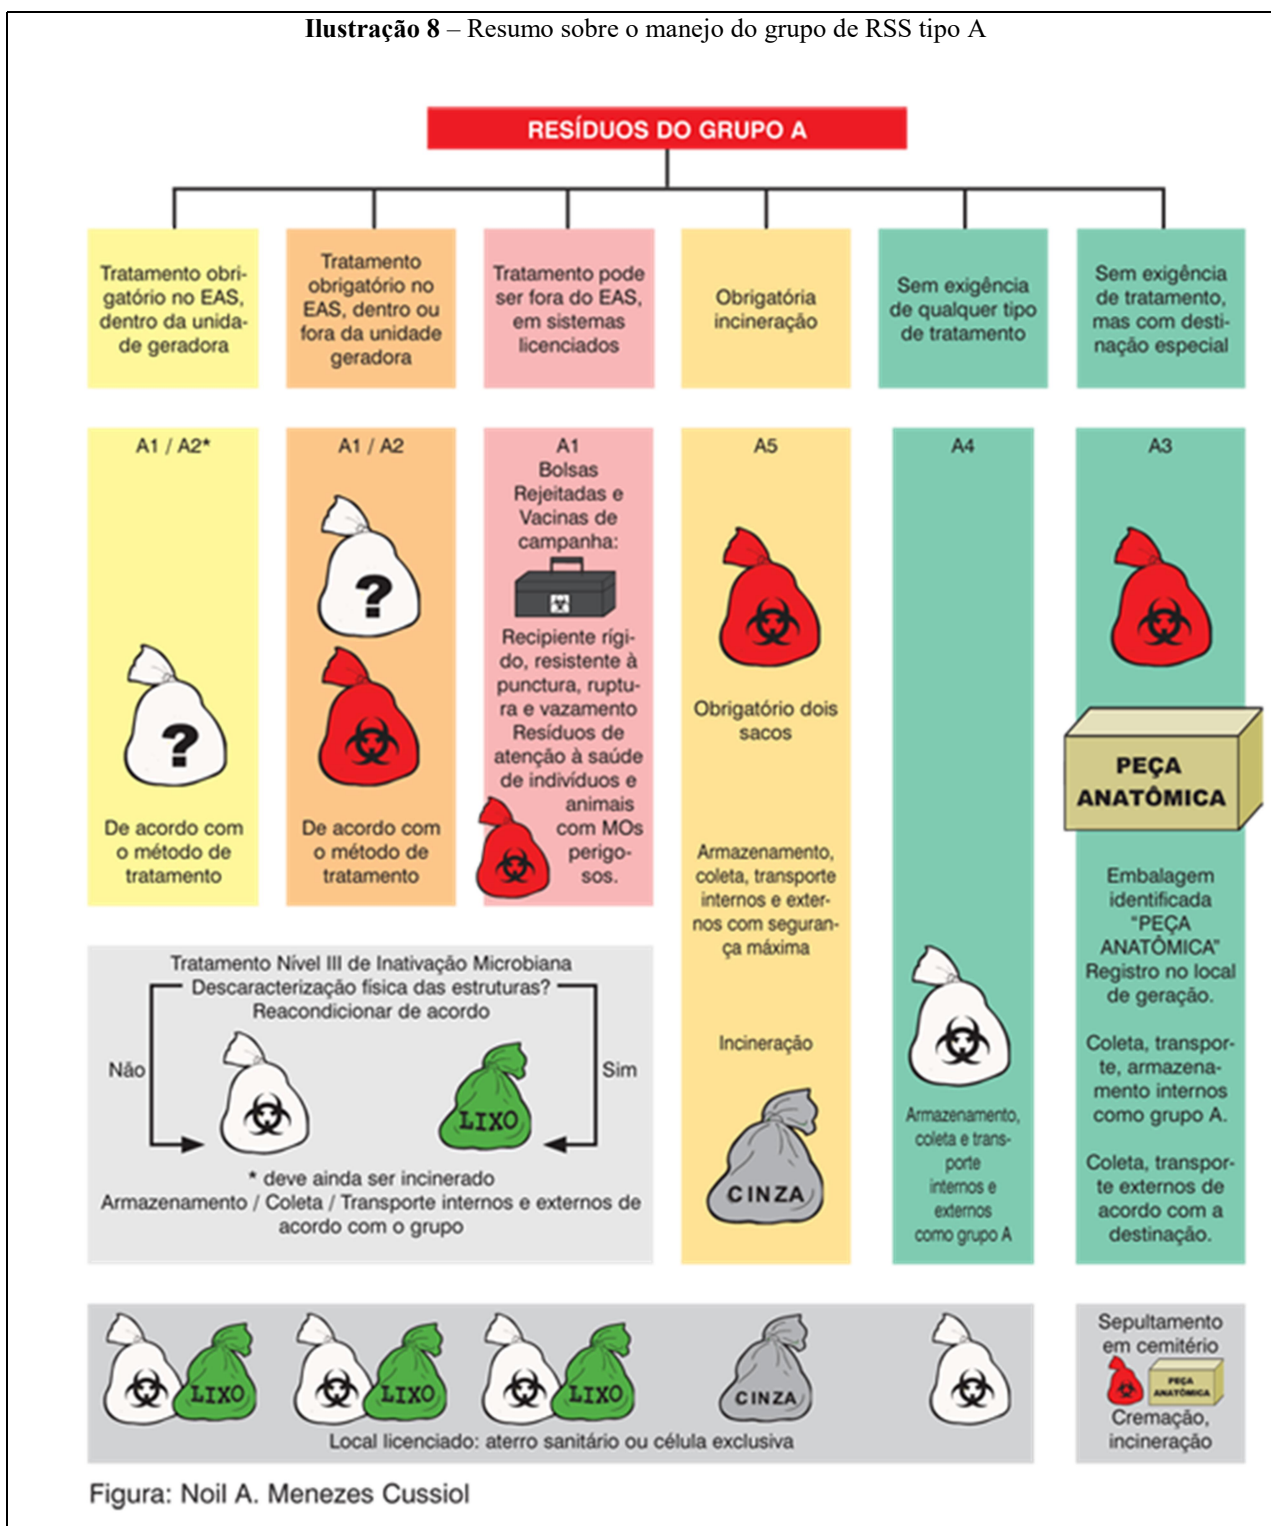 Ilustração 8 – Resumo sobre o manejo do grupo de RSS tipo A
RESÍDUOS DO GRUPO A
Tratamento obri-
gatório no EAS,
dentro da unida-
de geradora
Tratamento
obrigatório no
EAS, dentro ou
fora da unidade
geradora
Tratamento pode
ser fora do EAS,
em sistemas
licenciados
Obrigatória
incineração
Sem exigência
de qualquer tipo
de tratamento
Sem exigência
de tratamento,
mas com desti-
nação especial
A1 / A2*
?
De acordo com
o método de
tratamento
A1 / A2
?
De acordo com
o método de
tratamento
A1
Bolsas
Rejeitadas e
Vacinas de
campanha:
Recipiente rígi-
do, resistente à
punctura, ruptu-
ra e vazamento
Resíduos de
atenção à saúde
de indivíduos e
animais
com MOs
perigo-
sos.
A5
Obrigatório dois
sacos
Armazenamento,
coleta, transporte
internos e exter-
nos com seguran-
ça máxima
Incineração
CINZA
A4
Armazenamento,
coleta e trans-
porte
internos e
externos
como grupo A
A3
PEÇA
ANATÔMICA
Embalagem
identificada
“PEÇA
ANATÔMICA”
Registro no local
de geração.
Coleta, transpor-
te, armazena-
mento internos
como grupo A.
Coleta, transpor-
te externos de
acordo com a
destinação.
Tratamento Nível III de Inativação Microbiana
Descaracterização física das estruturas?
Reacondicionar de acordo
Não
LIXO
Sim
* deve ainda ser incinerado
Armazenamento / Coleta / Transporte internos e externos de
acordo com o grupo
LIXO
LIXO
LIXO
CINZA
Local licenciado: aterro sanitário ou célula exclusiva
Sepultamento
em cemitério
PEÇA
ANATÔMICA
Cremação,
incineração
Figura: Noil A. Menezes Cussiol